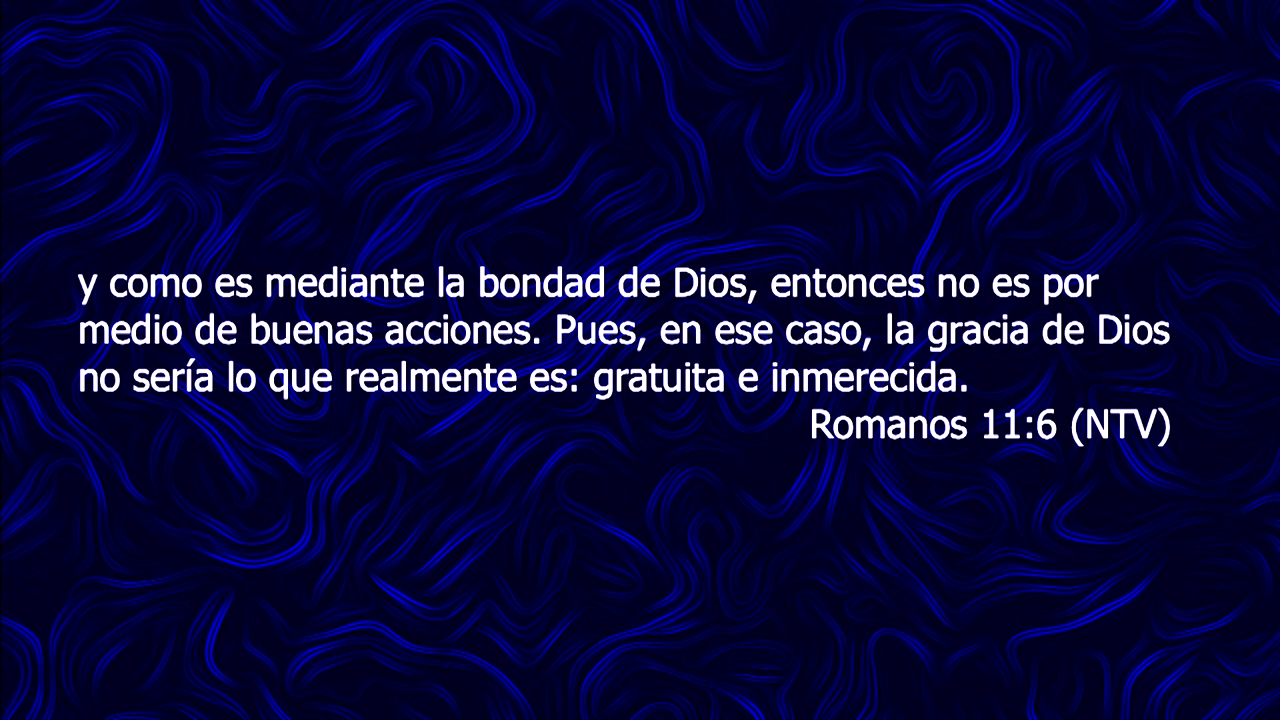 y como es mediante la bondad de Dios, entonces no es por
medio de buenas acciones. Pues, en ese caso, la gracia de Dios
no sería lo que realmente es: gratuita e inmerecida.
Romanos 11:6 (NTV)